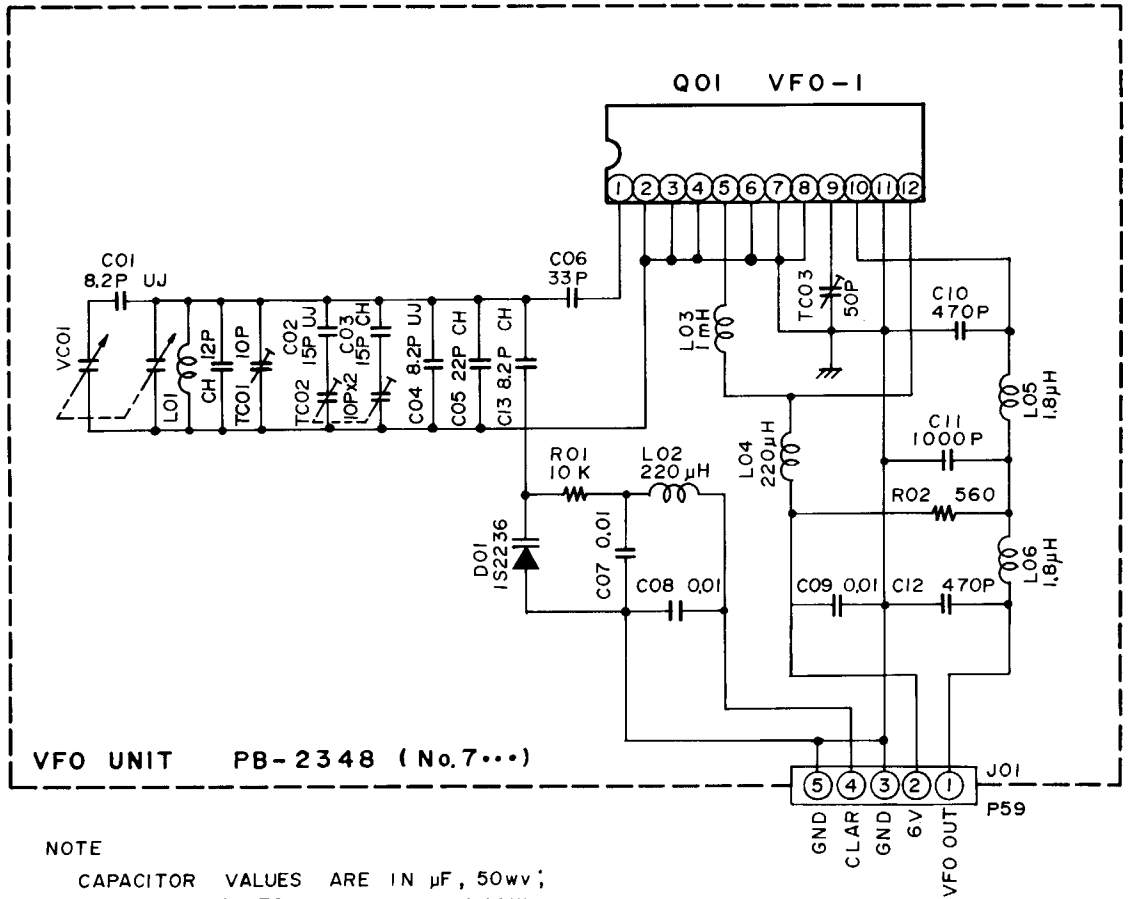 Q01 VFO-1
1 2 3 4 5 6 7 8 9 10 11 12
C01
8.2P UJ
C06
33P
VC01
L01
CH 12P
TC01 10P
C02
15P UJ
TC02
C03
15P CH
10PX2
C04 8.2P UJ
C05 22P CH
C13 8.2P CH
L03
1mH
TC03
50P
C10
470P
L05
1.8μH
C11
1000P
L04
220μH
R01
10K
L02
220μH
R02 560
D01
1S2236
C07 0.01
C08 0.01
C09 0.01
C12 470P
L06
1.8μH
VFO UNIT PB-2348 (No.7•••)
5 4 3 2 1
J01
P59
GND
CLAR
GND
6V
VFO OUT
NOTE
CAPACITOR VALUES ARE IN μF, 50wv;